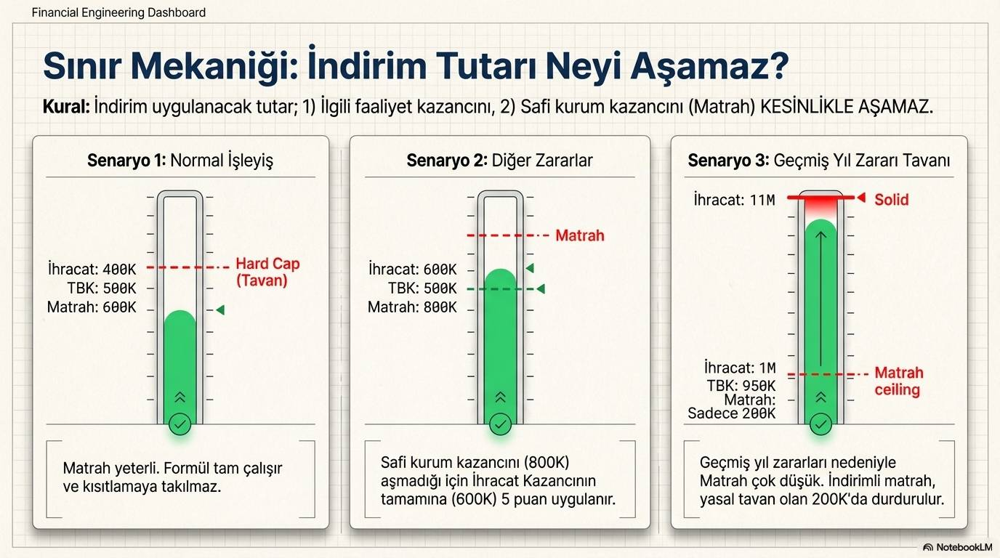 Financial Engineering Dashboard
Sınır Mekaniği: İndirim Tutarı Neyi Aşamaz?
Kural: İndirim uygulanacak tutar; 1) İlgili faaliyet kazancını, 2) Safi kurum kazancını (Matrah) KESİNLİKLE AŞAMAZ.
Senaryo 1: Normal İşleyiş
İhracat: 400K
TBK: 500K
Matrah: 600K
Hard Cap
(Tavan)
Matrah yeterli. Formül tam çalışır
ve kısıtlamaya takılmaz.
Senaryo 2: Diğer Zararlar
Matrah
İhracat: 600K
TBK: 500K
Matrah: 800K
Safi kurum kazancını (800K)
aşmadığı için İhracat Kazancının
tamamına (600K) 5 puan uygulanır.
Senaryo 3: Geçmiş Yıl Zararı Tavanı
İhracat: 11M
Solid
İhracat: 1M
TBK: 950K
Matrah:
Sadece 200K
Matrah
ceiling
Geçmiş yıl zararları nedeniyle
Matrah çok düşük. İndirimli matrah,
yasal tavan olan 200K'da durdurulur.
NotebookLM